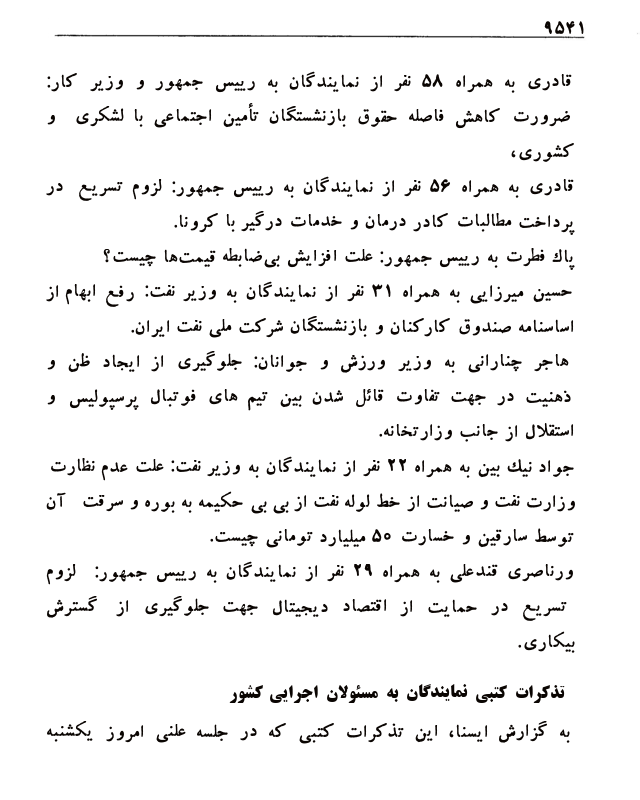 ۹۵۴۱
قادری به همراه ۵۸ نفر از نمایندگان به رییس جمهور و وزیر کار:
ضرورت کاهش فاصله حقوق بازنشستگان تأمین اجتماعی با لشکری و
کشوری،
قادری به همراه ۵۶ نفر از نمایندگان به رییس جمهور: لزوم تسریع در
پرداخت مطالبات کادر درمان و خدمات درگیر با کرونا.
پاك فطرت به رییس جمهور: علت افزایش بی‌ضابطه قیمت‌ها چیست؟
حسین میرزایی به همراه ۳۱ نفر از نمایندگان به وزیر نفت: رفع ابهام از
اساسنامه صندوق کارکنان و بازنشستگان شرکت ملی نفت ایران.
هاجر چنارانی به وزیر ورزش و جوانان: جلوگیری از ایجاد ظن و
ذهنیت در جهت تفاوت قائل شدن بین تیم های فوتبال پرسپولیس و
استقلال از جانب وزارتخانه.
جواد نیك بین به همراه ۲۲ نفر از نمایندگان به وزیر نفت: علت عدم نظارت
وزارت نفت و صیانت از خط لوله نفت از بی بی حکیمه به بوره و سرقت آن
توسط سارقین و خسارت ۵۰ میلیارد تومانی چیست.
ورناصری قندعلی به همراه ۲۹ نفر از نمایندگان به رییس جمهور: لزوم
تسریع در حمایت از اقتصاد دیجیتال جهت جلوگیری از گسترش
بیکاری.
تذکرات کتبی نمایندگان به مسئولان اجرایی کشور
به گزارش ایسنا، این تذکرات کتبی که در جلسه علنی امروز یکشنبه